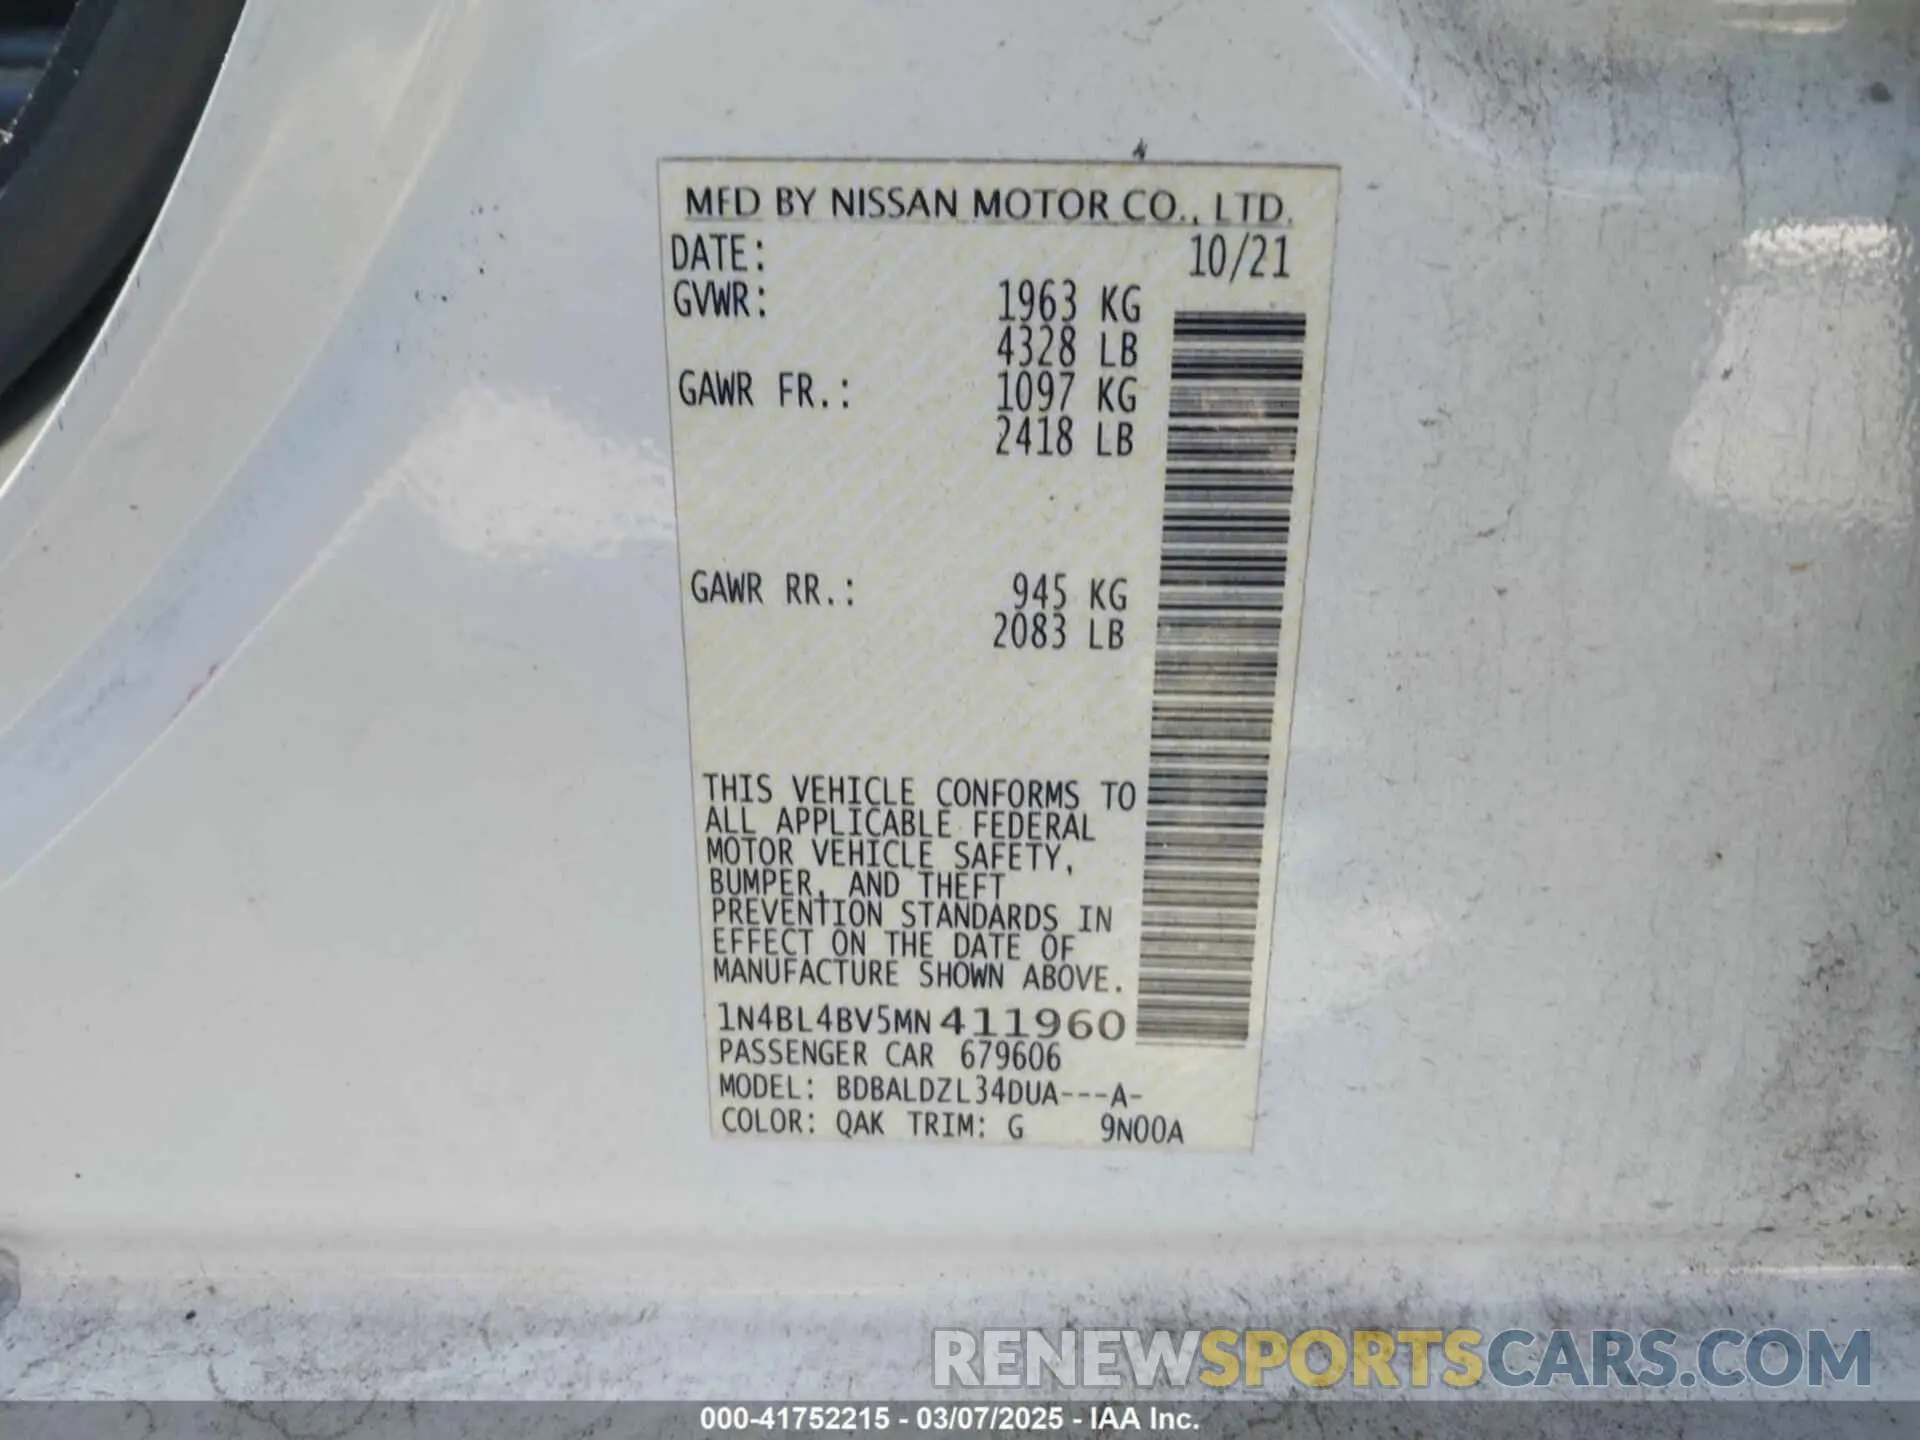 MFD BY NISSAN MOTOR CO., LTD.
DATE: 10/21
GVWR: 1963 KG
4328 LB
GAWR FR.: 1097 KG
2418 LB
GAWR RR.: 945 KG
2083 LB
THIS VEHICLE CONFORMS TO
ALL APPLICABLE FEDERAL
MOTOR VEHICLE SAFETY,
BUMPER, AND THEFT
PREVENTION STANDARDS IN
EFFECT ON THE DATE OF
MANUFACTURE SHOWN ABOVE.
1N4BL4BV5MN411960
PASSENGER CAR 679606
MODEL: BDBALDZL34DUA---A-
COLOR: QAK TRIM: G 9N00A
RENEWSPORTSCARS.COM
000-41752215 - 03/07/2025 - IAA Inc.